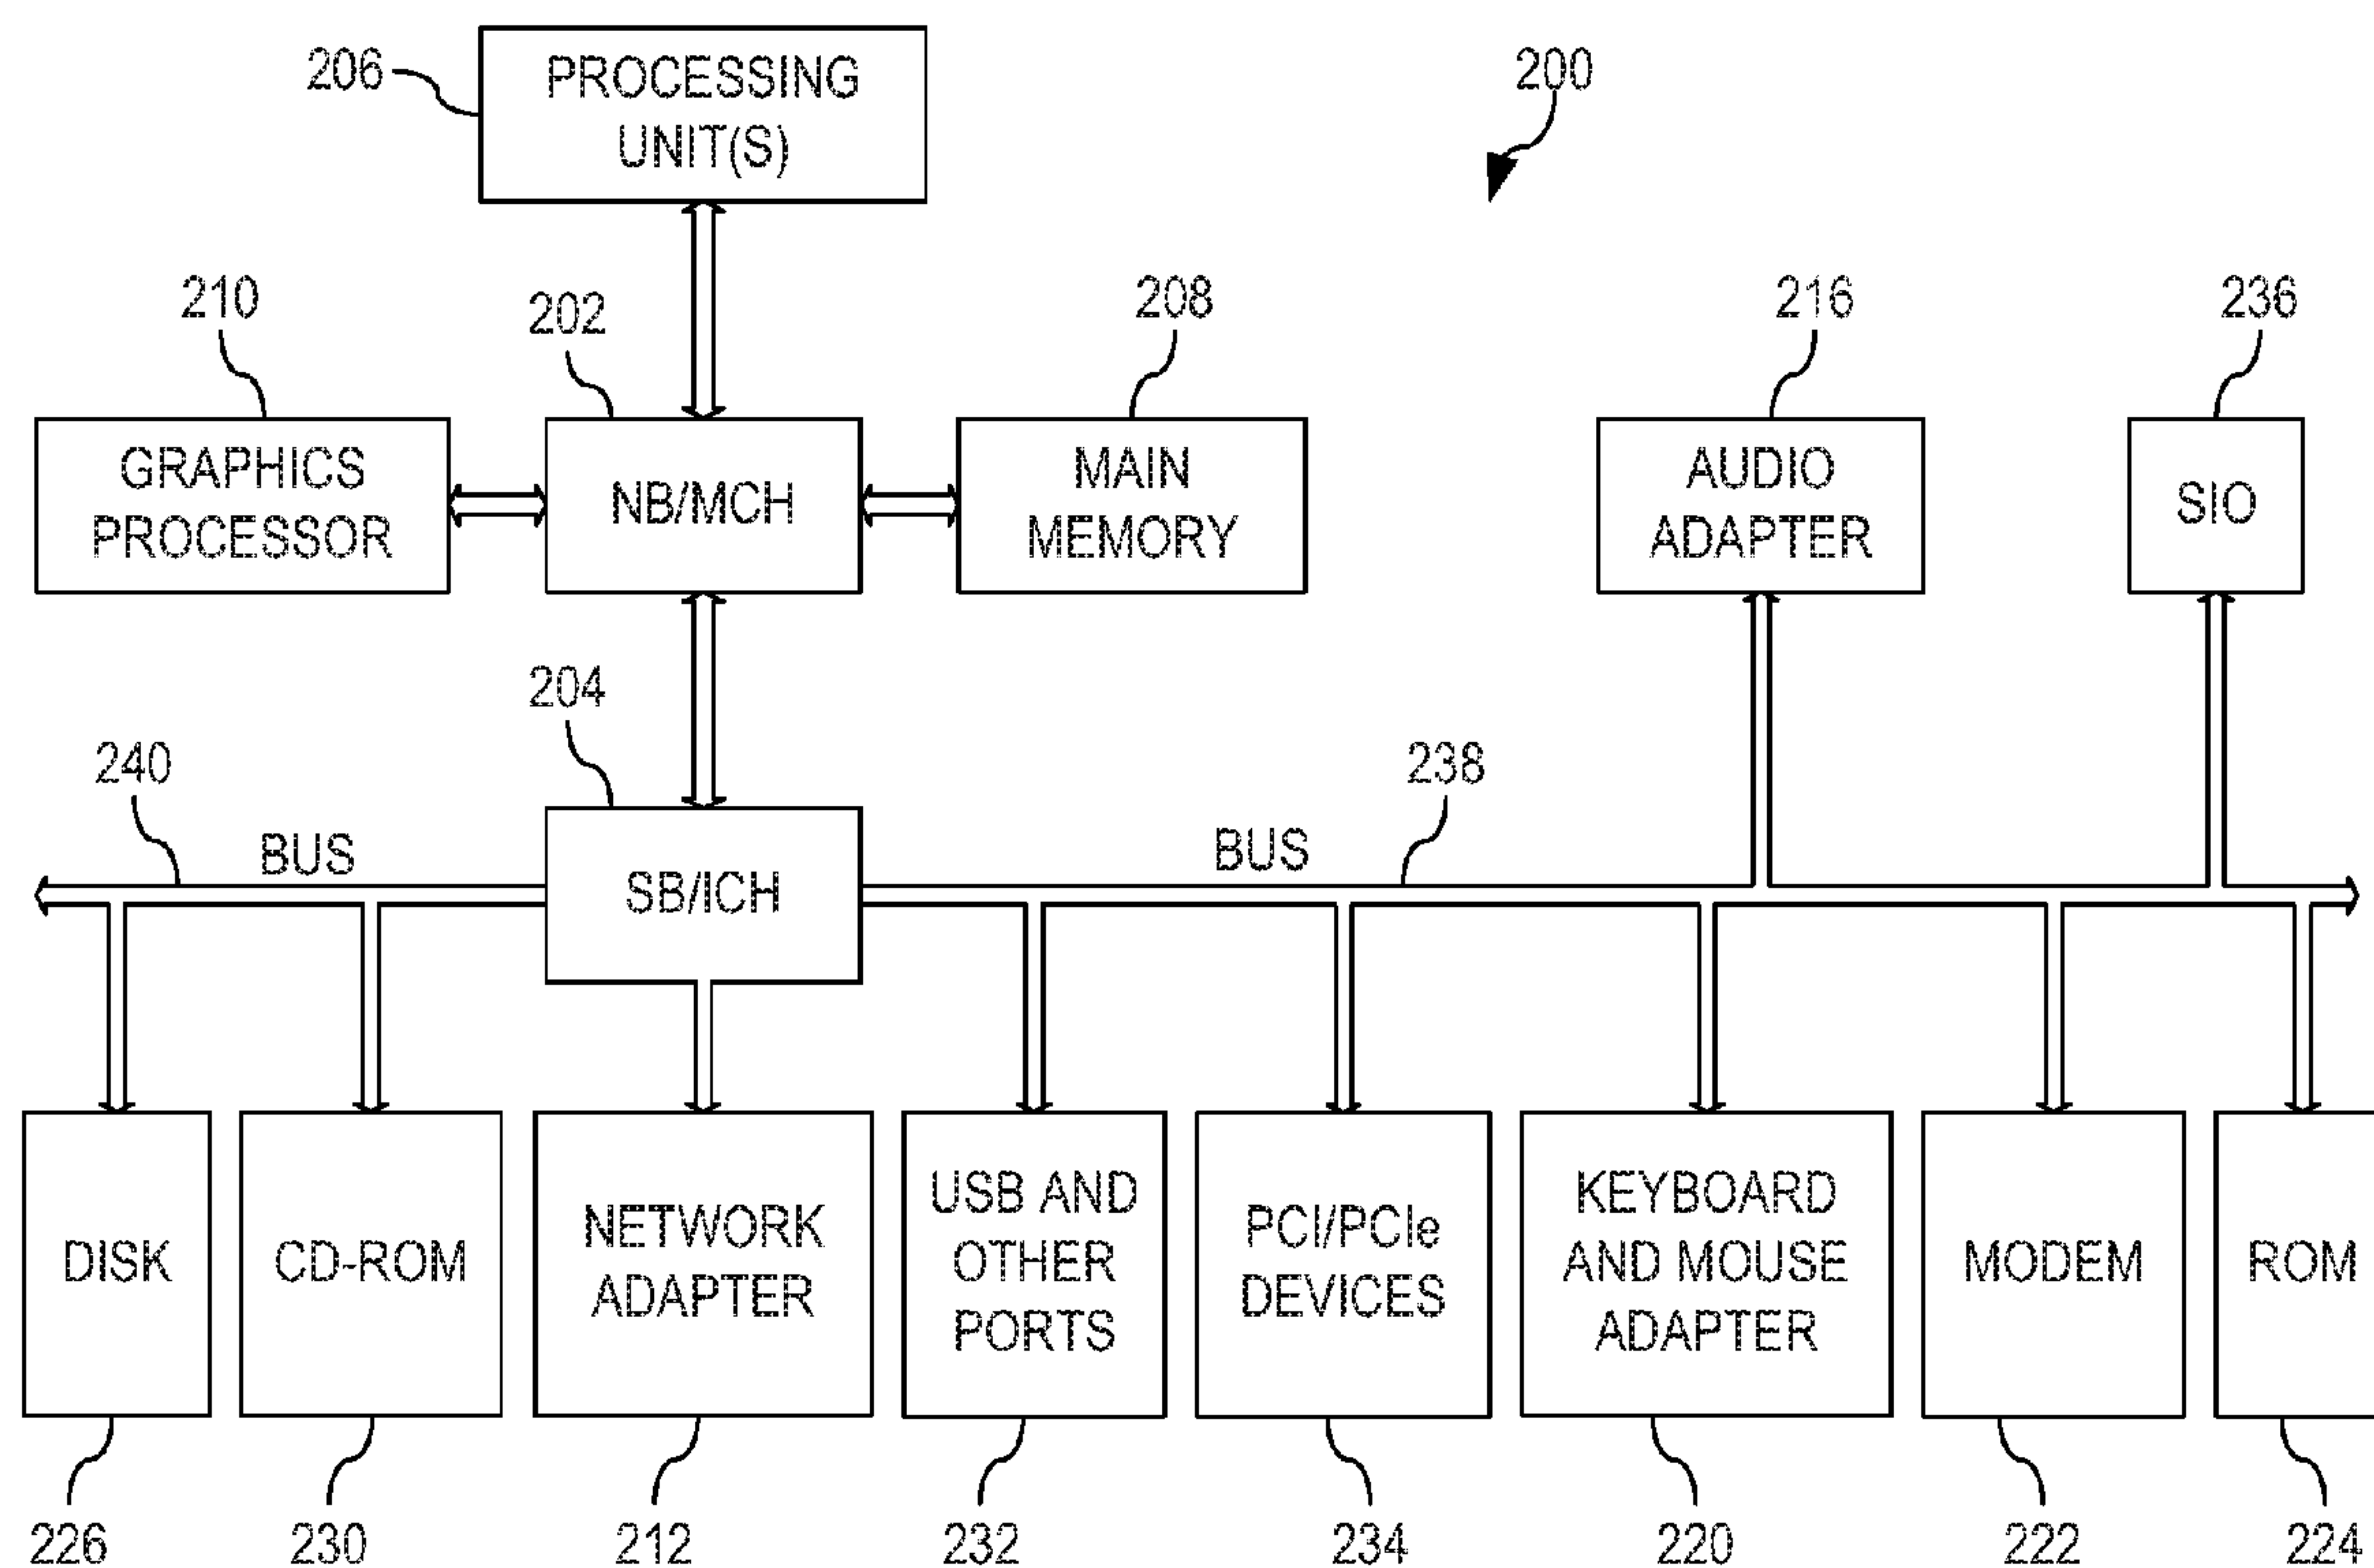 206
PROCESSING
UNIT(S)
200
210
202
208
216
236
GRAPHICS
PROCESSOR
NB/MCH
MAIN
MEMORY
AUDIO
ADAPTER
SIO
204
240
238
BUS
BUS
SB/ICH
DISK
CD-ROM
NETWORK
ADAPTER
USB AND
OTHER
PORTS
PCI/PCIe
DEVICES
KEYBOARD
AND MOUSE
ADAPTER
MODEM
ROM
226
230
212
232
234
220
222
224